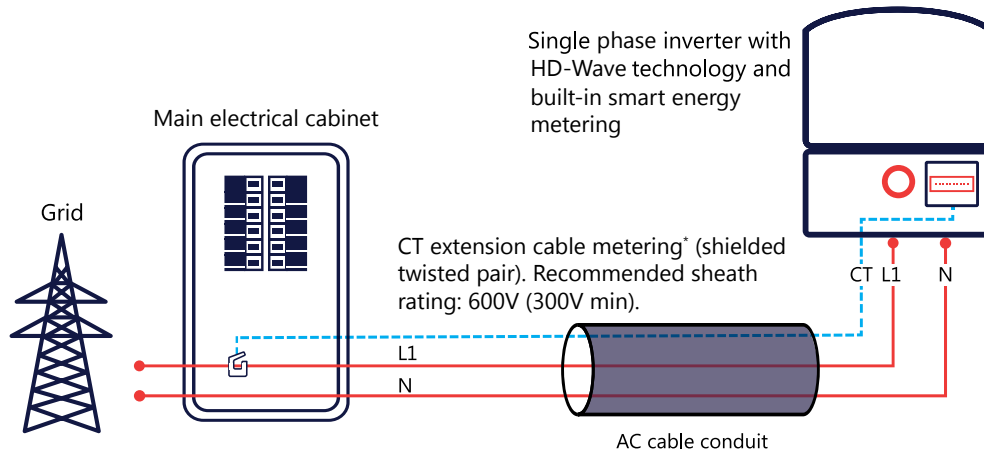 Single phase inverter with
HD-Wave technology and
built-in smart energy
metering
Main electrical cabinet
Grid
CT extension cable metering* (shielded
twisted pair). Recommended sheath
rating: 600V (300V min).
CT L1 N
L1
N
AC cable conduit